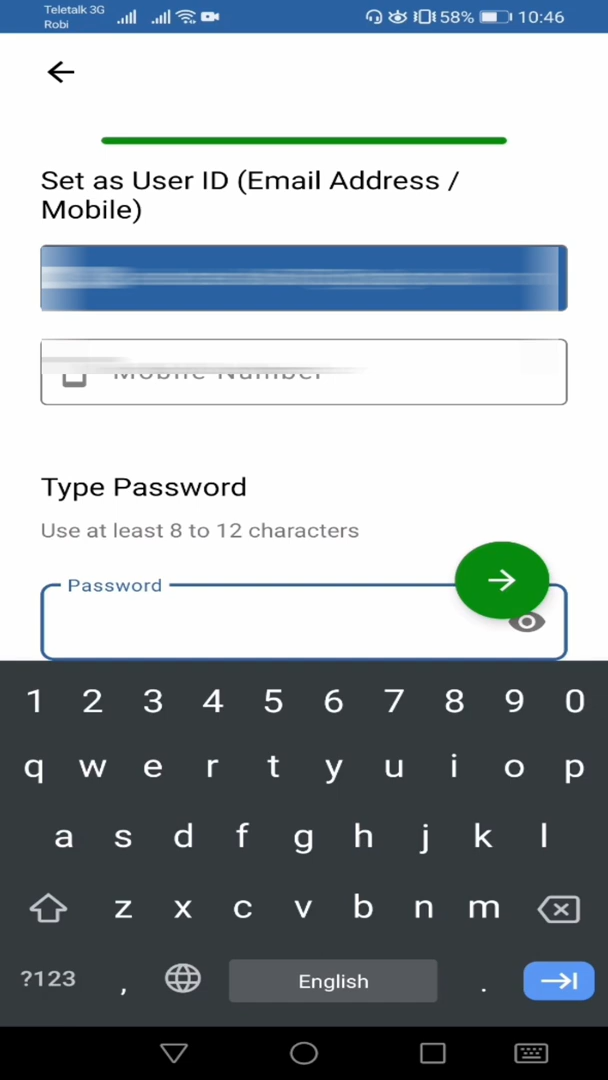 Teletalk 3G
Robi
58% 10:46
Set as User ID (Email Address /
Mobile)
Mobile Number
Type Password
Use at least 8 to 12 characters
Password
1 2 3 4 5 6 7 8 9 0
q w e r t y u i o p
a s d f g h j k l
z x c v b n m
?123 , English .